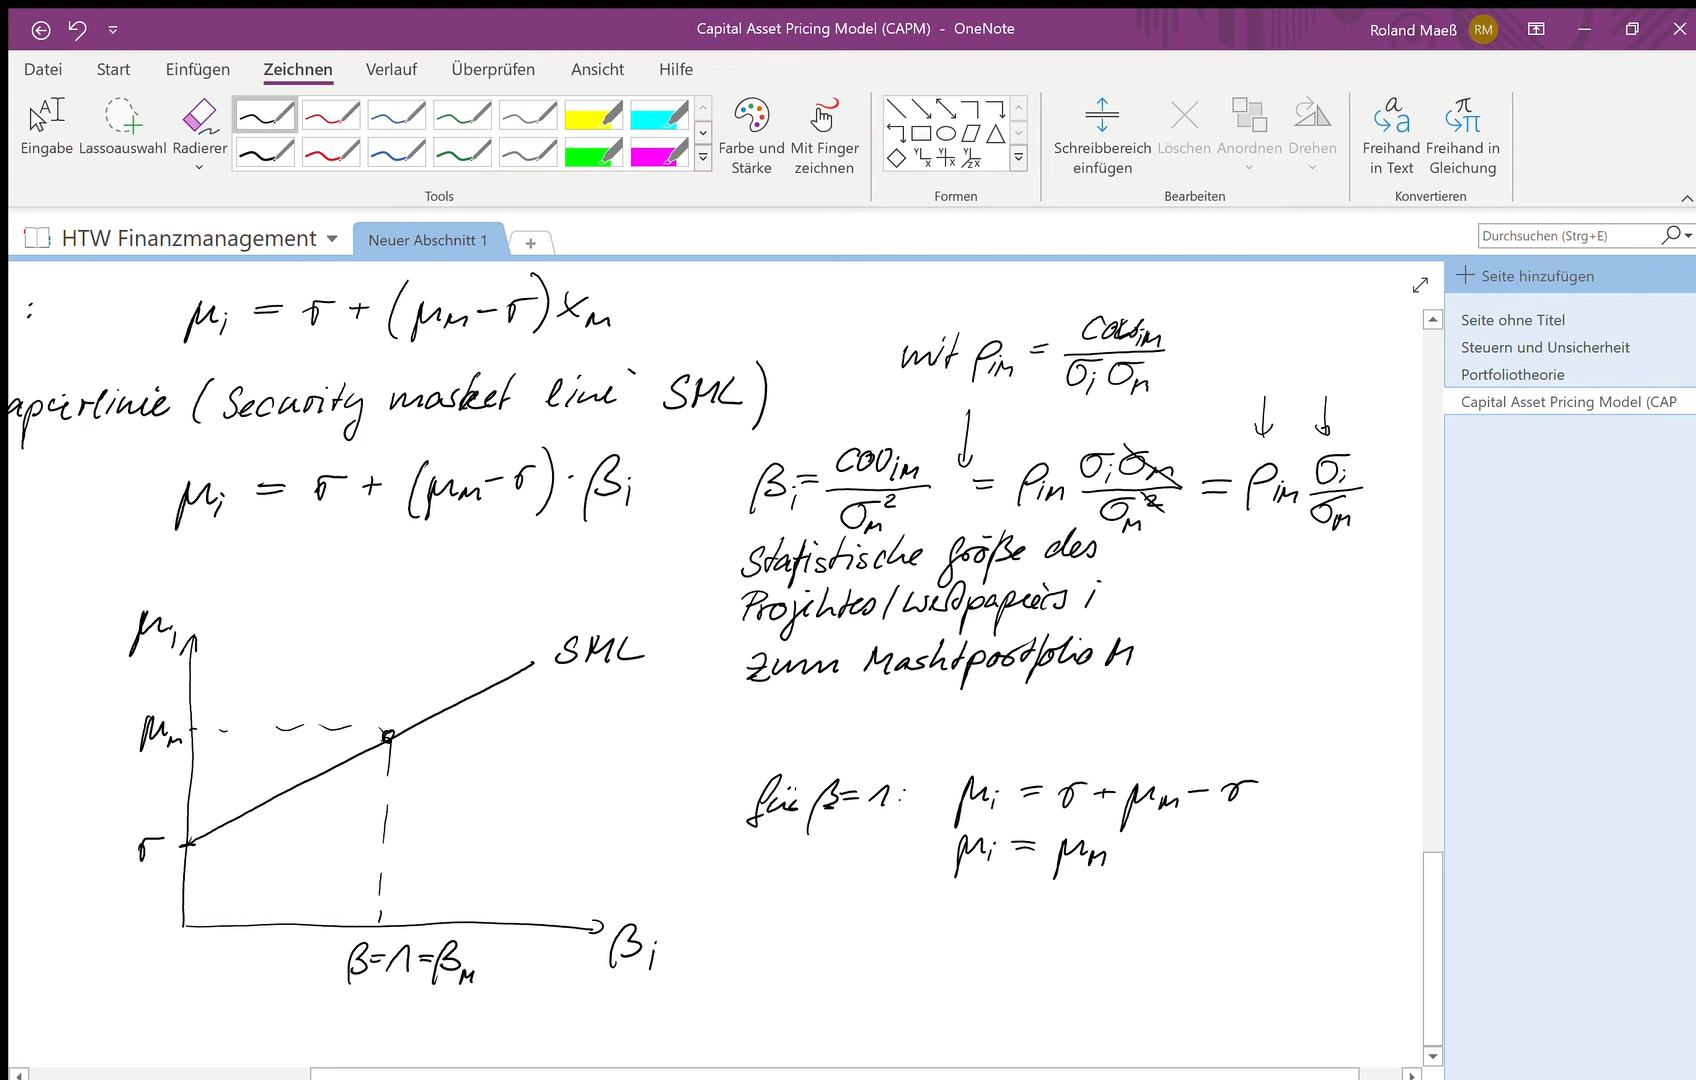 Capital Asset Pricing Model (CAPM) - OneNote
Roland Maeß RM
Datei Start Einfügen Zeichnen Verlauf Überprüfen Ansicht Hilfe
Eingabe Lassoauswahl Radierer
Farbe und Stärke
Mit Finger zeichnen
Schreibbereich einfügen
Löschen Anordnen Drehen
Freihand in Text
Freihand in Gleichung
Tools Formen Bearbeiten Konvertieren
HTW Finanzmanagement Neuer Abschnitt 1 +
Durchsuchen (Strg+E)
Seite hinzufügen
Seite ohne Titel
Steuern und Unsicherheit
Portfoliotheorie
Capital Asset Pricing Model (CAP
: μi = r + (μM - r) xM
mit ρiM = coviM / σi σM
apierlinie (Security market line SML)
μi = r + (μM - r) · βi
βi = coviM / σM² = ρiM σi σM / σM² = ρiM σi / σM
Statistische Größe des
Projektes / Wertpapiers i
zum Marktportfolio M
μi
SML
μM
r
β=1=βM
βi
für β=1: μi = r + μM - r
μi = μM